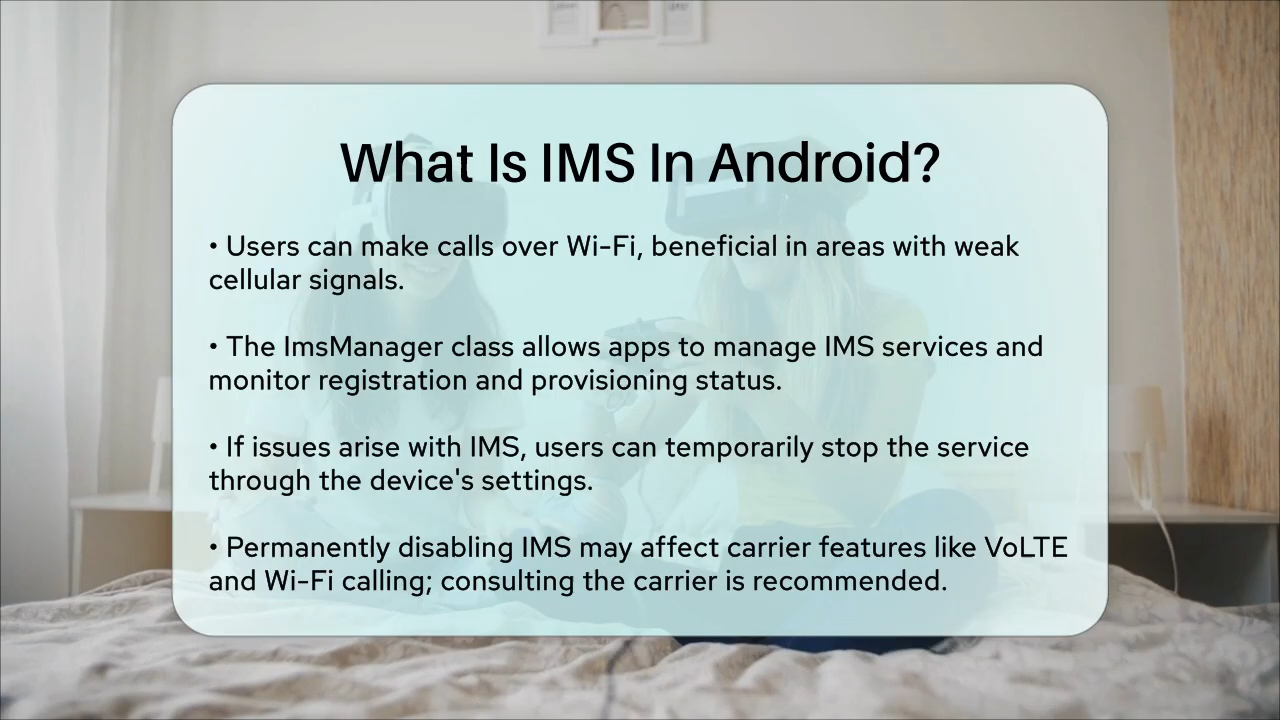 What Is IMS In Android?
• Users can make calls over Wi-Fi, beneficial in areas with weak
cellular signals.
• The ImsManager class allows apps to manage IMS services and
monitor registration and provisioning status.
• If issues arise with IMS, users can temporarily stop the service
through the device's settings.
• Permanently disabling IMS may affect carrier features like VoLTE
and Wi-Fi calling; consulting the carrier is recommended.